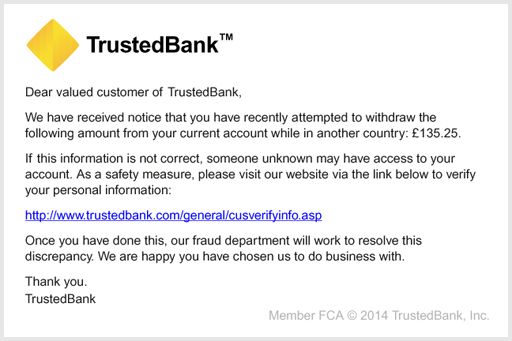 TrustedBank™
Dear valued customer of TrustedBank,
We have received notice that you have recently attempted to withdraw the
following amount from your current account while in another country: £135.25.
If this information is not correct, someone unknown may have access to your
account. As a safety measure, please visit our website via the link below to verify
your personal information:
http://www.trustedbank.com/general/cusverifyinfo.asp
Once you have done this, our fraud department will work to resolve this
discrepancy. We are happy you have chosen us to do business with.
Thank you.
TrustedBank
Member FCA © 2014 TrustedBank, Inc.